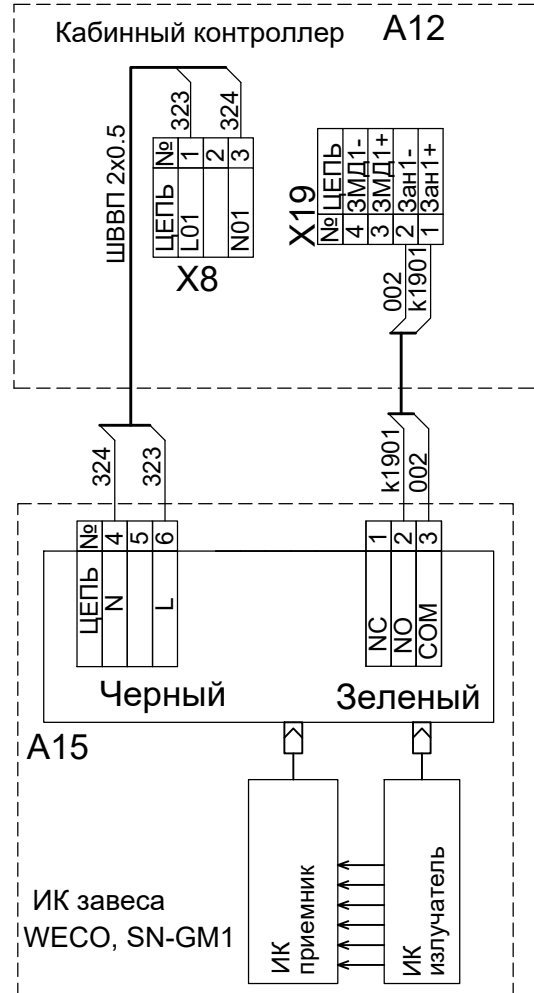 Кабинный контроллер A12
ШВВП 2х0.5
323
324
ЦЕПЬ №
L01 1
2
N01 3
X8
X19
№ ЦЕПЬ
4 ЗМД1-
3 ЗМД1+
2 Зан1-
1 Зан1+
002
k1901
324
323
k1901
002
ЦЕПЬ №
N 4
5
L 6
NC 1
NO 2
COM 3
Черный
Зеленый
A15
ИК завеса
WECO, SN-GM1
ИК
приемник
ИК
излучатель